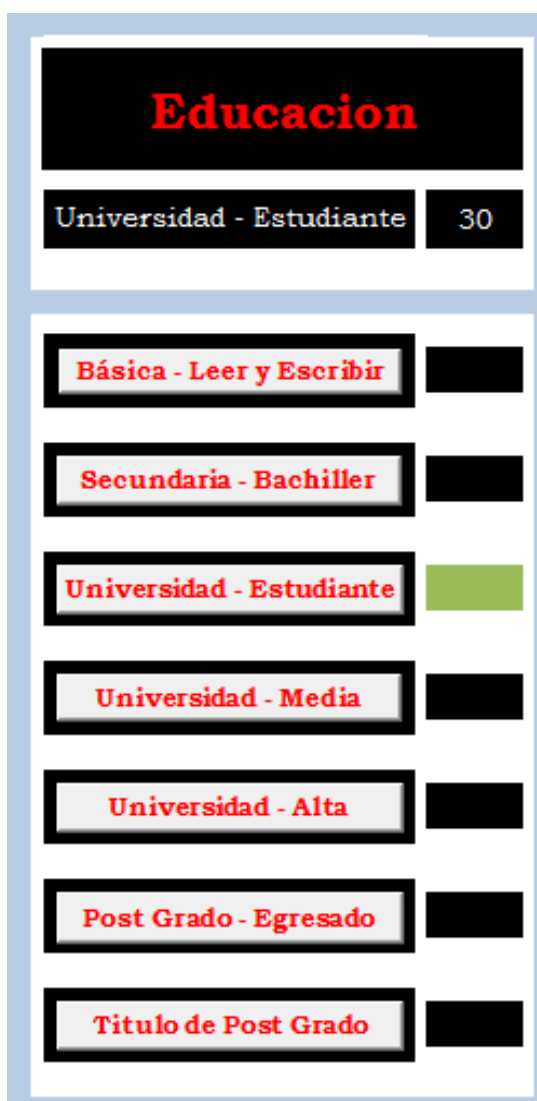 Educacion
Universidad - Estudiante 30
Básica - Leer y Escribir
Secundaria - Bachiller
Universidad - Estudiante
Universidad - Media
Universidad - Alta
Post Grado - Egresado
Titulo de Post Grado